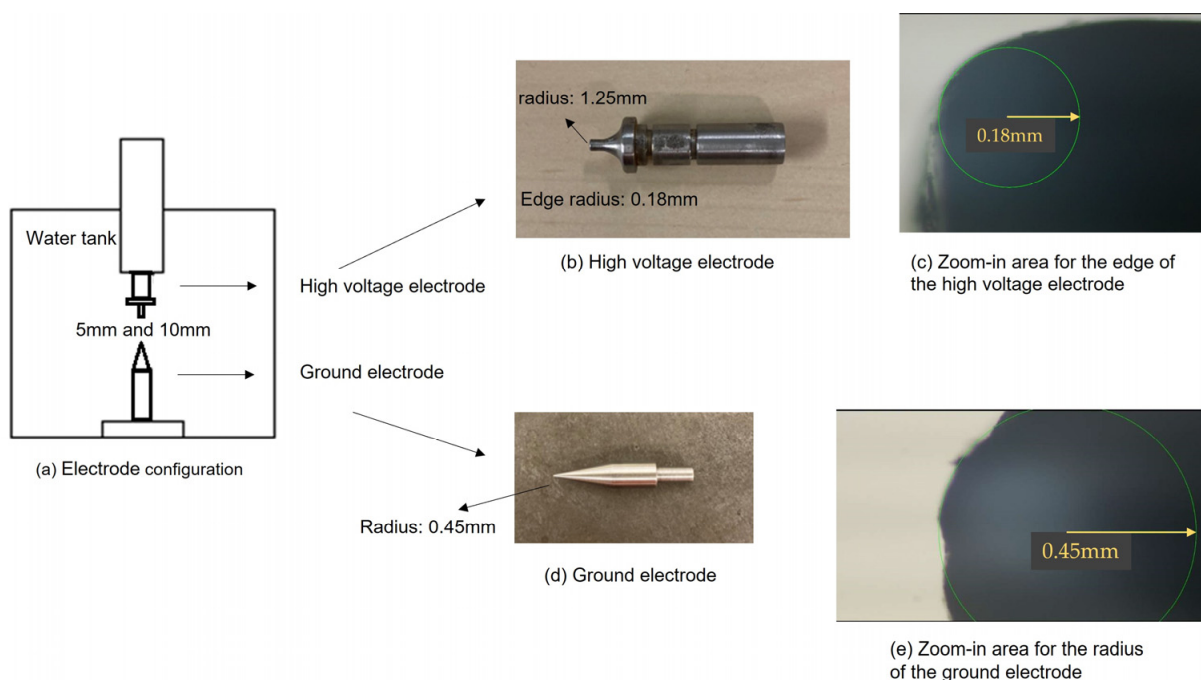 Water tank
5mm and 10mm
(a) Electrode configuration
High voltage electrode
Ground electrode
radius: 1.25mm
Edge radius: 0.18mm
(b) High voltage electrode
0.18mm
(c) Zoom-in area for the edge of
the high voltage electrode
Radius: 0.45mm
(d) Ground electrode
0.45mm
(e) Zoom-in area for the radius
of the ground electrode